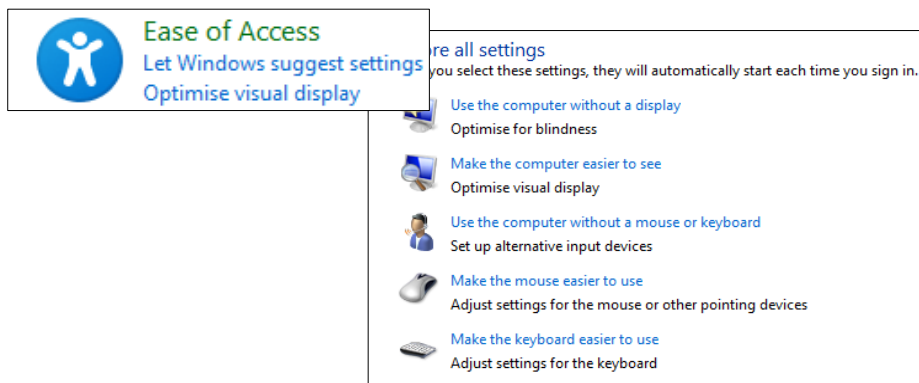 Ease of Access
Let Windows suggest settings
Optimise visual display
re all settings
you select these settings, they will automatically start each time you sign in.
Use the computer without a display
Optimise for blindness
Make the computer easier to see
Optimise visual display
Use the computer without a mouse or keyboard
Set up alternative input devices
Make the mouse easier to use
Adjust settings for the mouse or other pointing devices
Make the keyboard easier to use
Adjust settings for the keyboard